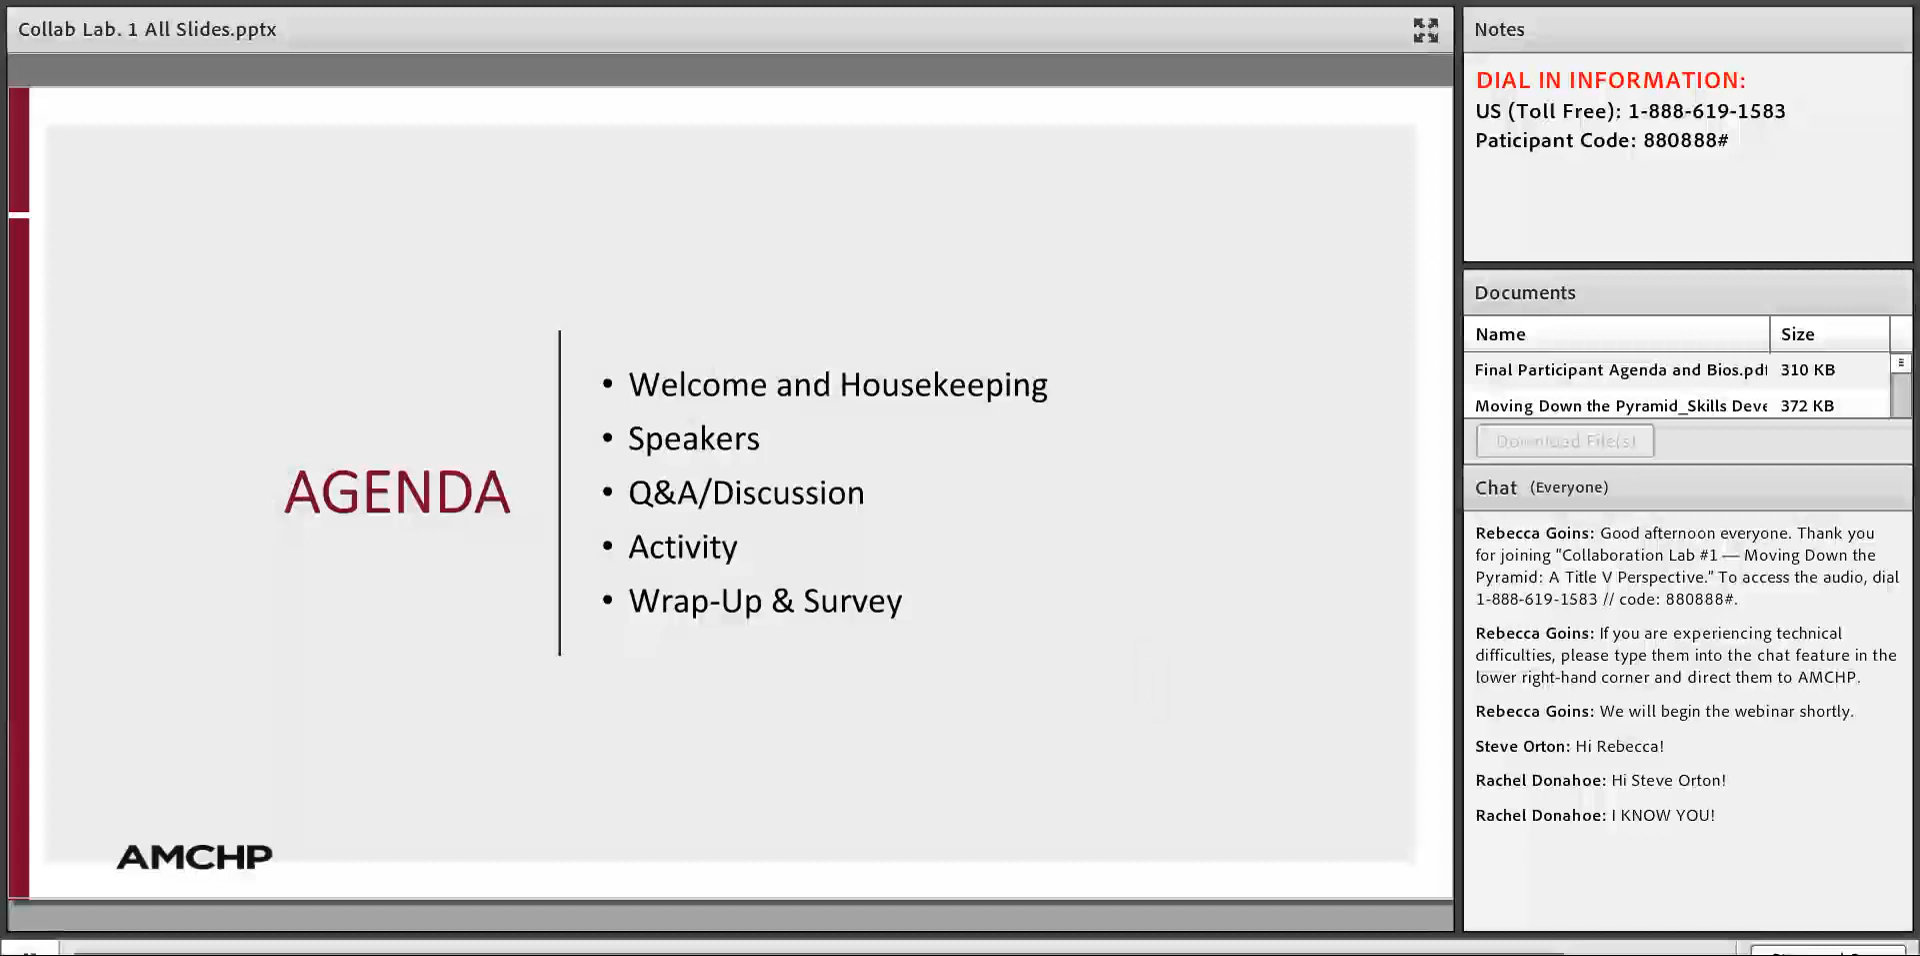 Collab Lab. 1 All Slides.pptx
AGENDA
• Welcome and Housekeeping
• Speakers
• Q&A/Discussion
• Activity
• Wrap-Up & Survey
AMCHP
Notes
DIAL IN INFORMATION:
US (Toll Free): 1-888-619-1583
Paticipant Code: 880888#
Documents
Name Size
Final Participant Agenda and Bios.pdf 310 KB
Moving Down the Pyramid_Skills Deve 372 KB
Download File(s)
Chat (Everyone)
Rebecca Goins: Good afternoon everyone. Thank you
for joining "Collaboration Lab #1 — Moving Down the
Pyramid: A Title V Perspective." To access the audio, dial
1-888-619-1583 // code: 880888#.
Rebecca Goins: If you are experiencing technical
difficulties, please type them into the chat feature in the
lower right-hand corner and direct them to AMCHP.
Rebecca Goins: We will begin the webinar shortly.
Steve Orton: Hi Rebecca!
Rachel Donahoe: Hi Steve Orton!
Rachel Donahoe: I KNOW YOU!